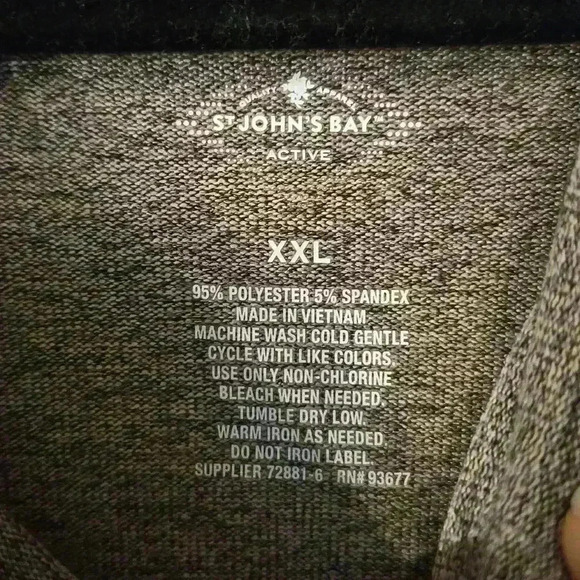 QUALITY APPAREL
ST JOHN'S BAY™
ACTIVE
XXL
95% POLYESTER 5% SPANDEX
MADE IN VIETNAM
MACHINE WASH COLD GENTLE
CYCLE WITH LIKE COLORS.
USE ONLY NON-CHLORINE
BLEACH WHEN NEEDED.
TUMBLE DRY LOW.
WARM IRON AS NEEDED.
DO NOT IRON LABEL.
SUPPLIER 72881-6 RN# 93677